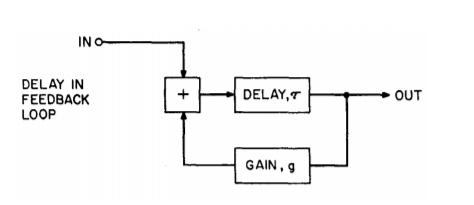 IN
DELAY IN
FEEDBACK
LOOP
+
DELAY, τ
OUT
GAIN, g